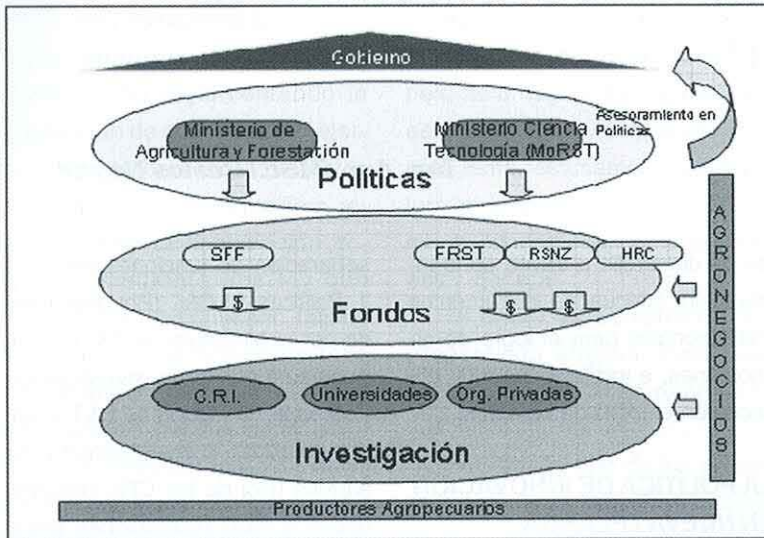 Gobierno
Asesoramiento en
Políticas
Ministerio de
Agricultura y Forestación
Ministerio Ciencia
Tecnología (MoRST)
Políticas
SFF
FRST
RSNZ
HRC
$
$
$
Fondos
C.R.I.
Universidades
Org. Privadas
Investigación
AGRONEGOCIOS
Productores Agropecuarios